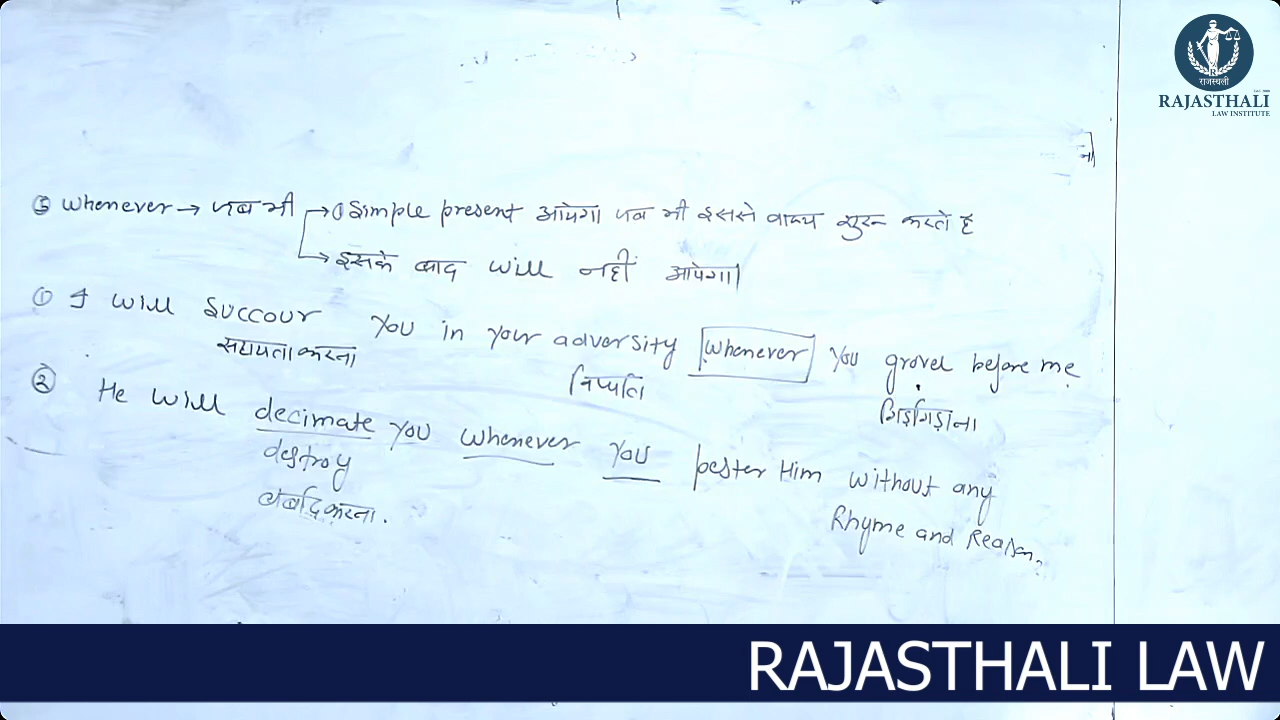 राजस्थली
RAJASTHALI
LAW INSTITUTE
⑤ Whenever → जब भी → ① Simple present आयेगा जब भी इससे वाक्य शुरू करते है
→ इसके बाद will नहीं आयेगा।
① I will succour you in your adversity whenever you grovel before me.
सहायता करना विपत्ति गिड़गिड़ाना
② He will decimate you whenever you pester Him without any
destroy Rhyme and Reason.
बर्बाद करना.
RAJASTHALI LAW